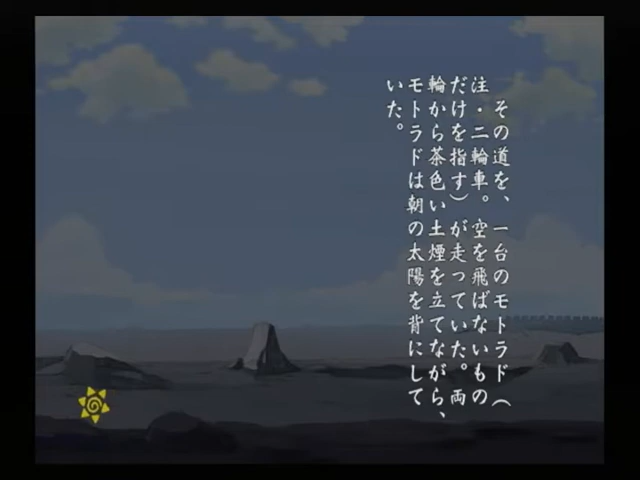 その道を、一台のモトラド（
注・二輪車。空を飛ばないもの
だけを指す）が走っていた。両
輪から茶色い土煙を立てながら、
モトラドは朝の太陽を背にして
いた。